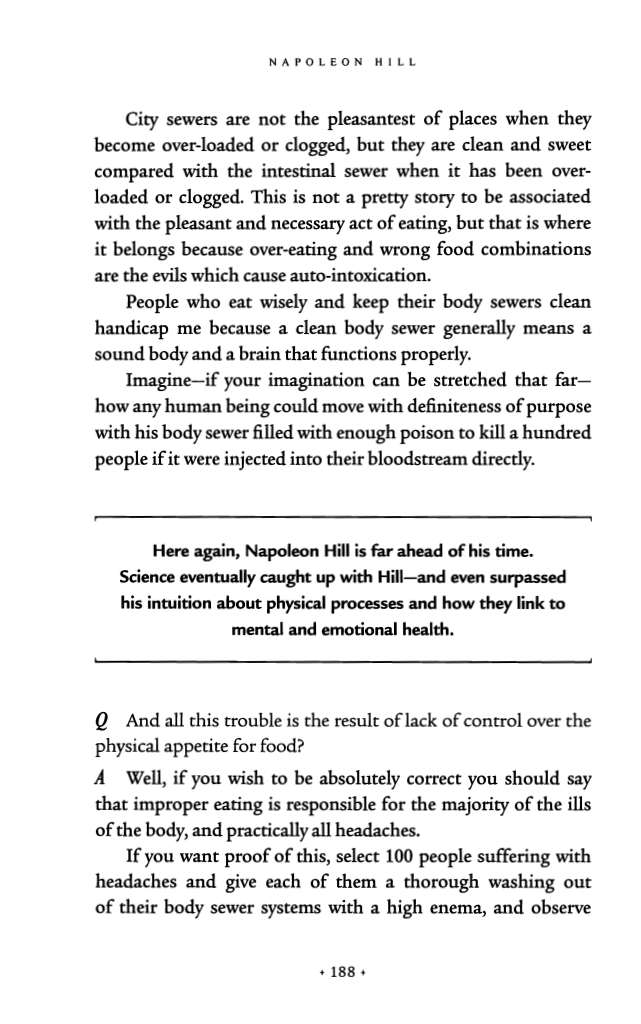 NAPOLEON HILL
City sewers are not the pleasantest of places when they
become over-loaded or clogged, but they are clean and sweet
compared with the intestinal sewer when it has been over-
loaded or clogged. This is not a pretty story to be associated
with the pleasant and necessary act of eating, but that is where
it belongs because over-eating and wrong food combinations
are the evils which cause auto-intoxication.
People who eat wisely and keep their body sewers clean
handicap me because a clean body sewer generally means a
sound body and a brain that functions properly.
Imagine—if your imagination can be stretched that far—
how any human being could move with definiteness of purpose
with his body sewer filled with enough poison to kill a hundred
people if it were injected into their bloodstream directly.
Here again, Napoleon Hill is far ahead of his time.
Science eventually caught up with Hill—and even surpassed
his intuition about physical processes and how they link to
mental and emotional health.
Q And all this trouble is the result of lack of control over the
physical appetite for food?
A Well, if you wish to be absolutely correct you should say
that improper eating is responsible for the majority of the ills
of the body, and practically all headaches.
If you want proof of this, select 100 people suffering with
headaches and give each of them a thorough washing out
of their body sewer systems with a high enema, and observe
• 188 •